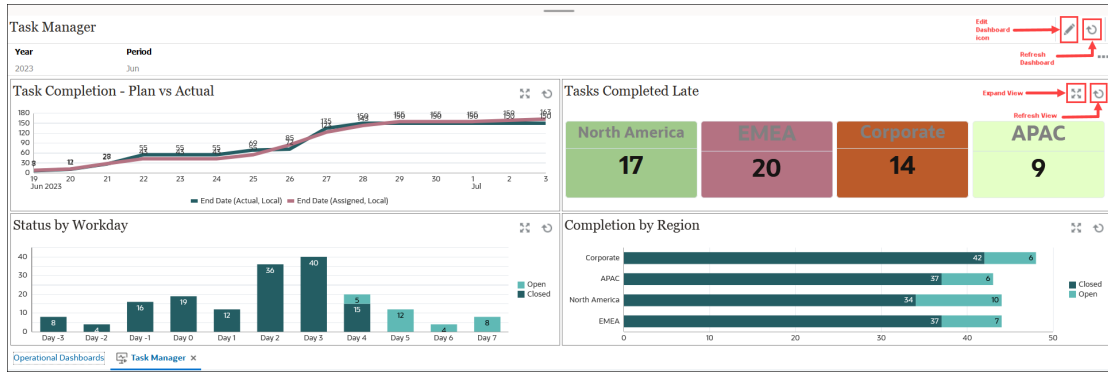 Task Manager
Edit Dashboard icon
Refresh Dashboard
Year Period
2023 Jun
Task Completion - Plan vs Actual
180
150
120
90
60
30
0
12
28
55 55 55
85
135
150 155 155 155 159 163
150 150 150 150 150
19 20 21 22 23 24 25 26 27 28 29 30 1 2 3
Jun 2023 Jul
End Date (Actual, Local) End Date (Assigned, Local)
Tasks Completed Late
Expand View
Refresh View
North America EMEA Corporate APAC
17 20 14 9
Status by Workday
40
30
20
10
0
8 4 16 19 12 36 40 5 15 12 4 8
Day -3 Day -2 Day -1 Day 0 Day 1 Day 2 Day 3 Day 4 Day 5 Day 6 Day 7
Open
Closed
Completion by Region
Corporate 42 6
APAC 37 6
North America 34 10
EMEA 37 7
0 10 20 30 40 50
Closed
Open
Operational Dashboards Task Manager ×